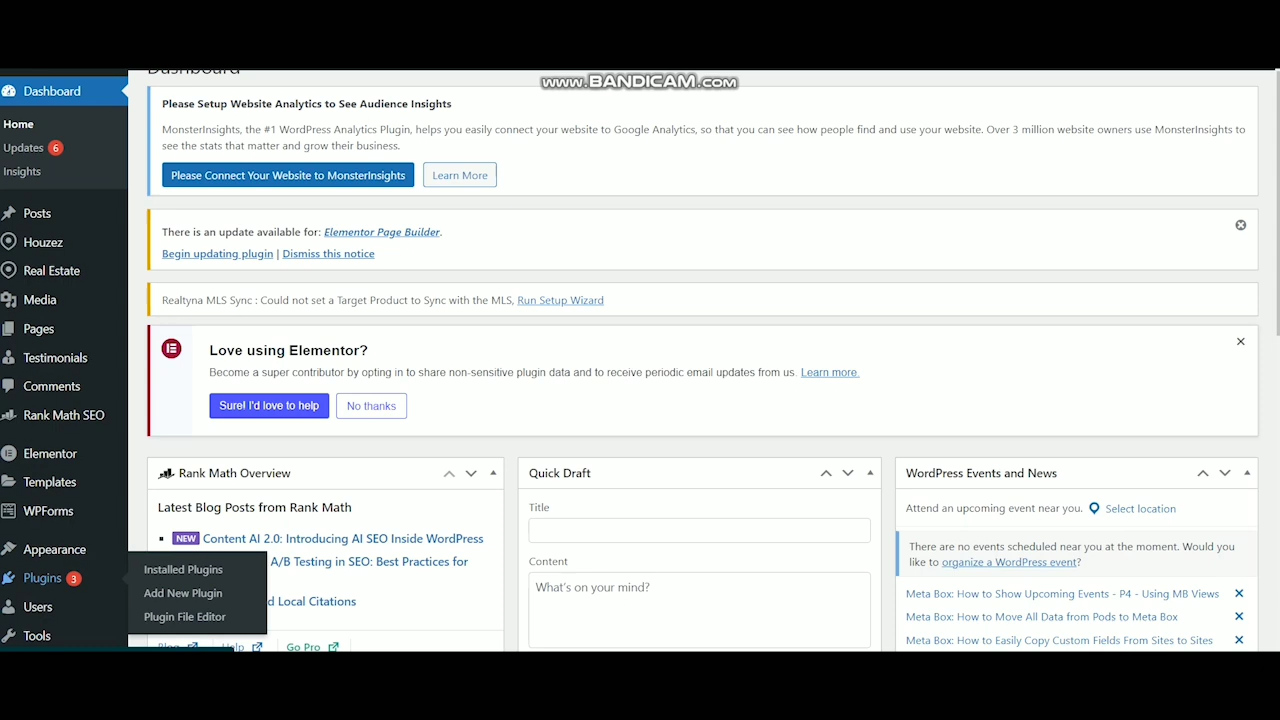 Dashboard
www.BANDICAM.com
Dashboard
Home
Updates 6
Insights
Posts
Houzez
Real Estate
Media
Pages
Testimonials
Comments
Rank Math SEO
Elementor
Templates
WPForms
Appearance
Plugins 3
Users
Tools
Installed Plugins
Add New Plugin
Plugin File Editor
Please Setup Website Analytics to See Audience Insights
MonsterInsights, the #1 WordPress Analytics Plugin, helps you easily connect your website to Google Analytics, so that you can see how people find and use your website. Over 3 million website owners use MonsterInsights to
see the stats that matter and grow their business.
Please Connect Your Website to MonsterInsights
Learn More
There is an update available for: Elementor Page Builder.
Begin updating plugin | Dismiss this notice
Realtyna MLS Sync : Could not set a Target Product to Sync with the MLS, Run Setup Wizard
Love using Elementor?
Become a super contributor by opting in to share non-sensitive plugin data and to receive periodic email updates from us. Learn more.
Sure! I'd love to help
No thanks
Rank Math Overview
Latest Blog Posts from Rank Math
NEW Content AI 2.0: Introducing AI SEO Inside WordPress
A/B Testing in SEO: Best Practices for
d Local Citations
Blog Help Go Pro
Quick Draft
Title
Content
What's on your mind?
WordPress Events and News
Attend an upcoming event near you. Select location
There are no events scheduled near you at the moment. Would you
like to organize a WordPress event?
Meta Box: How to Show Upcoming Events - P4 - Using MB Views
Meta Box: How to Move All Data from Pods to Meta Box
Meta Box: How to Easily Copy Custom Fields From Sites to Sites